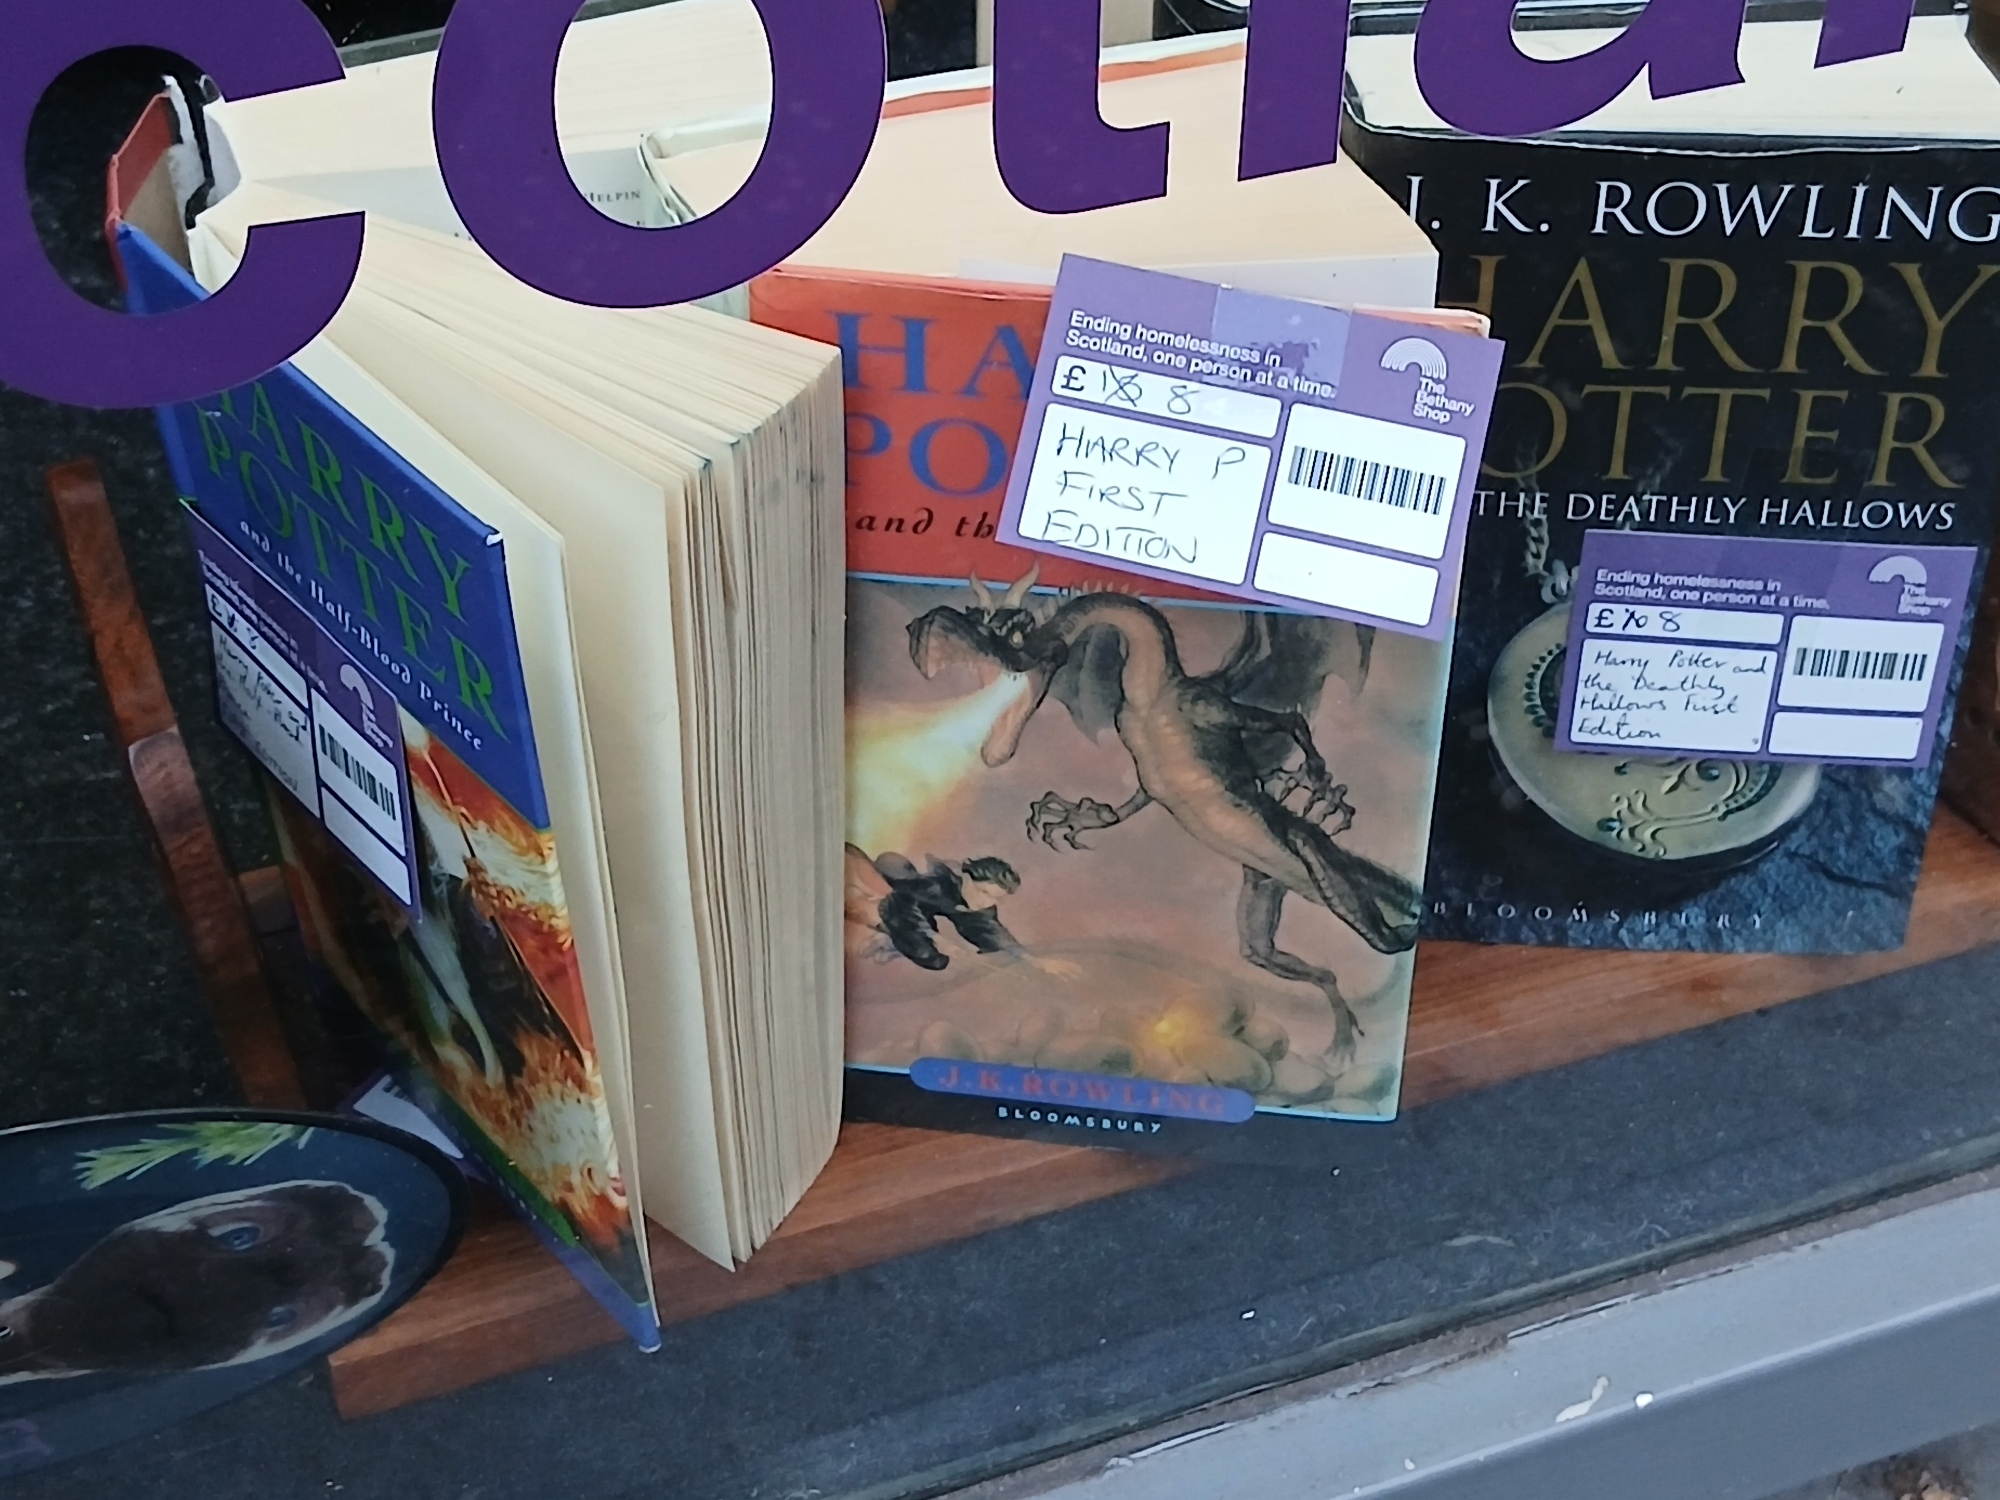 cotlan
HELPIN
HARRY
POTTER
and the Half-Blood Prince
£ 8
HA
PO
and th
Ending homelessness in
Scotland, one person at a time.
The
Bethany
Shop
£ 10 8
HARRY P
FIRST
EDITION
J.K.ROWLING
BLOOMSBURY
J. K. ROWLING
HARRY
OTTER
THE DEATHLY HALLOWS
Ending homelessness in
Scotland, one person at a time.
The
Bethany
Shop
£ 10 8
Harry Potter and
the Deathly
Hallows First
Edition
BLOOMSBURY